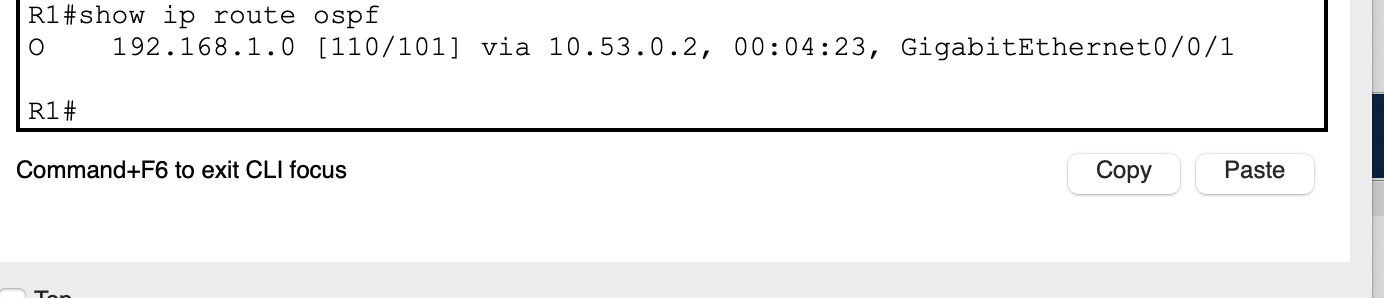 R1#show ip route ospf
O    192.168.1.0 [110/101] via 10.53.0.2, 00:04:23, GigabitEthernet0/0/1
R1#
Command+F6 to exit CLI focus
Copy Paste
Top